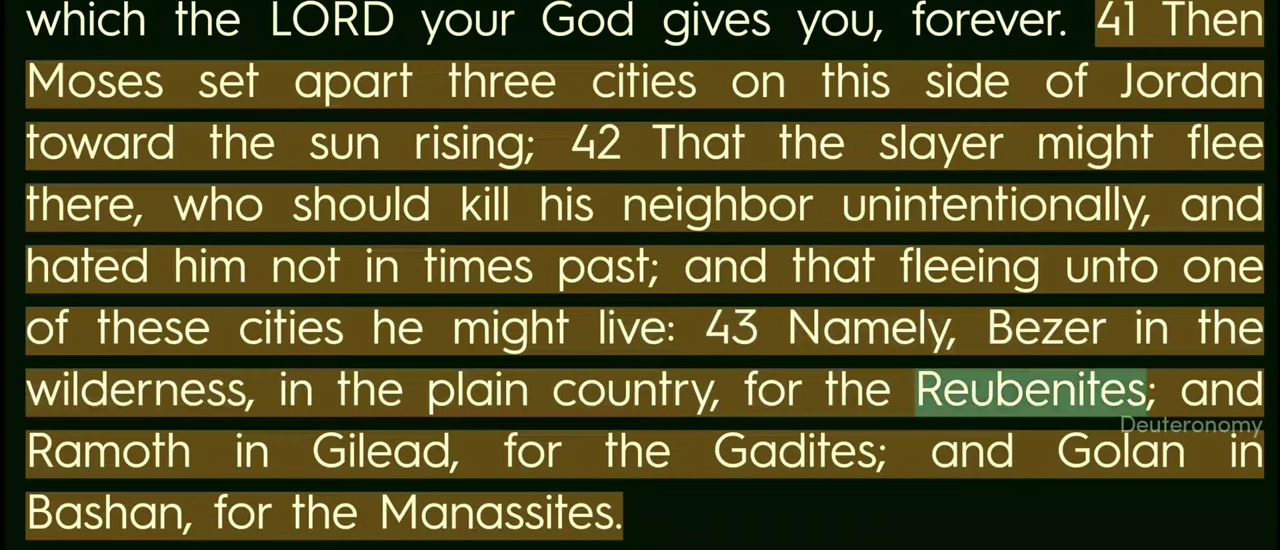 which the LORD your God gives you, forever. 41 Then
Moses set apart three cities on this side of Jordan
toward the sun rising; 42 That the slayer might flee
there, who should kill his neighbor unintentionally, and
hated him not in times past; and that fleeing unto one
of these cities he might live: 43 Namely, Bezer in the
wilderness, in the plain country, for the Reubenites; and
Deuteronomy
Ramoth in Gilead, for the Gadites; and Golan in
Bashan, for the Manassites.